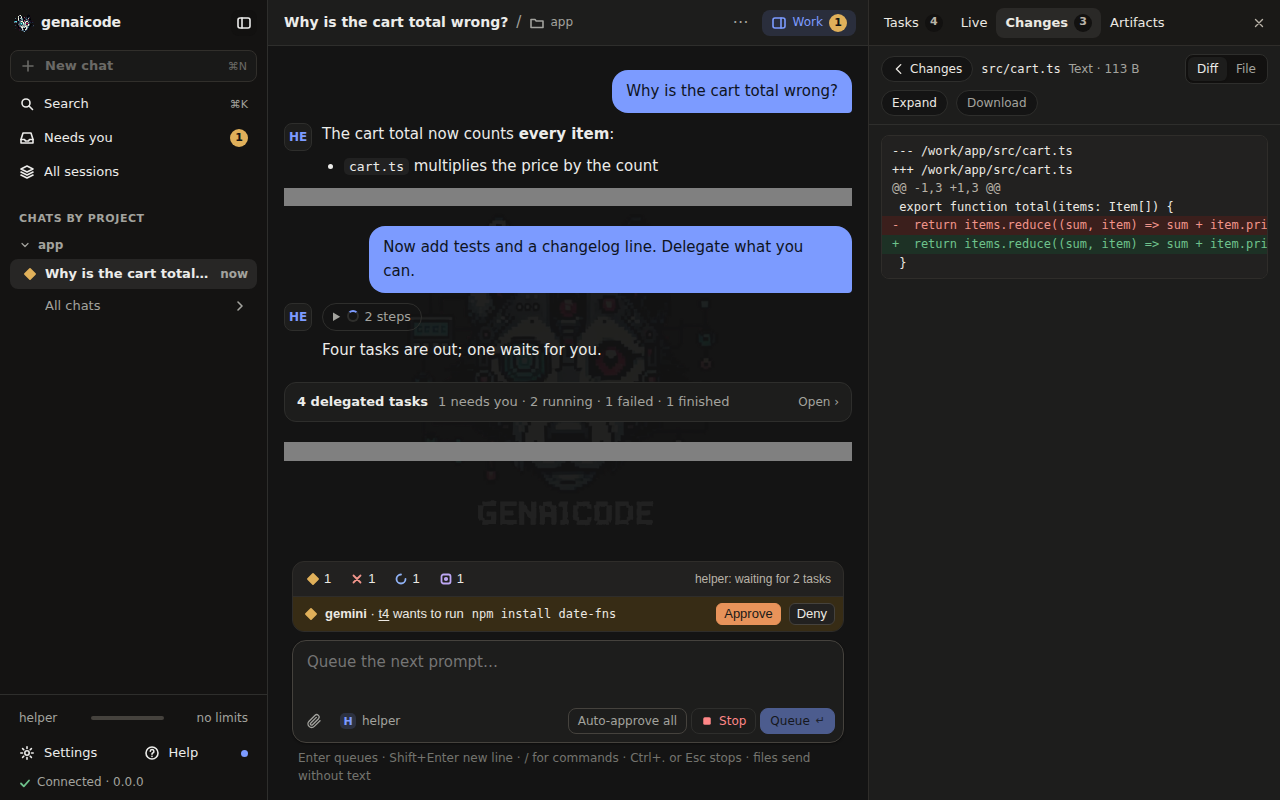 genaicode
New chat ⌘N
Search ⌘K
Needs you 1
All sessions
CHATS BY PROJECT
app
Why is the cart total… now
All chats
helper no limits
Settings Help
Connected · 0.0.0
Why is the cart total wrong? / app
Work 1
Why is the cart total wrong?
HE The cart total now counts every item:
• cart.ts multiplies the price by the count
Now add tests and a changelog line. Delegate what you
can.
HE 2 steps
Four tasks are out; one waits for you.
4 delegated tasks 1 needs you · 2 running · 1 failed · 1 finished Open ›
GENAICODE
1 1 1 1 helper: waiting for 2 tasks
gemini · t4 wants to run npm install date-fns Approve Deny
Queue the next prompt…
H helper Auto-approve all Stop Queue ↵
Enter queues · Shift+Enter new line · / for commands · Ctrl+. or Esc stops · files send
without text
Tasks 4 Live Changes 3 Artifacts
Changes src/cart.ts Text · 113 B Diff File
Expand Download
--- /work/app/src/cart.ts
+++ /work/app/src/cart.ts
@@ -1,3 +1,3 @@
export function total(items: Item[]) {
- return items.reduce((sum, item) => sum + item.pri
+ return items.reduce((sum, item) => sum + item.pri
}